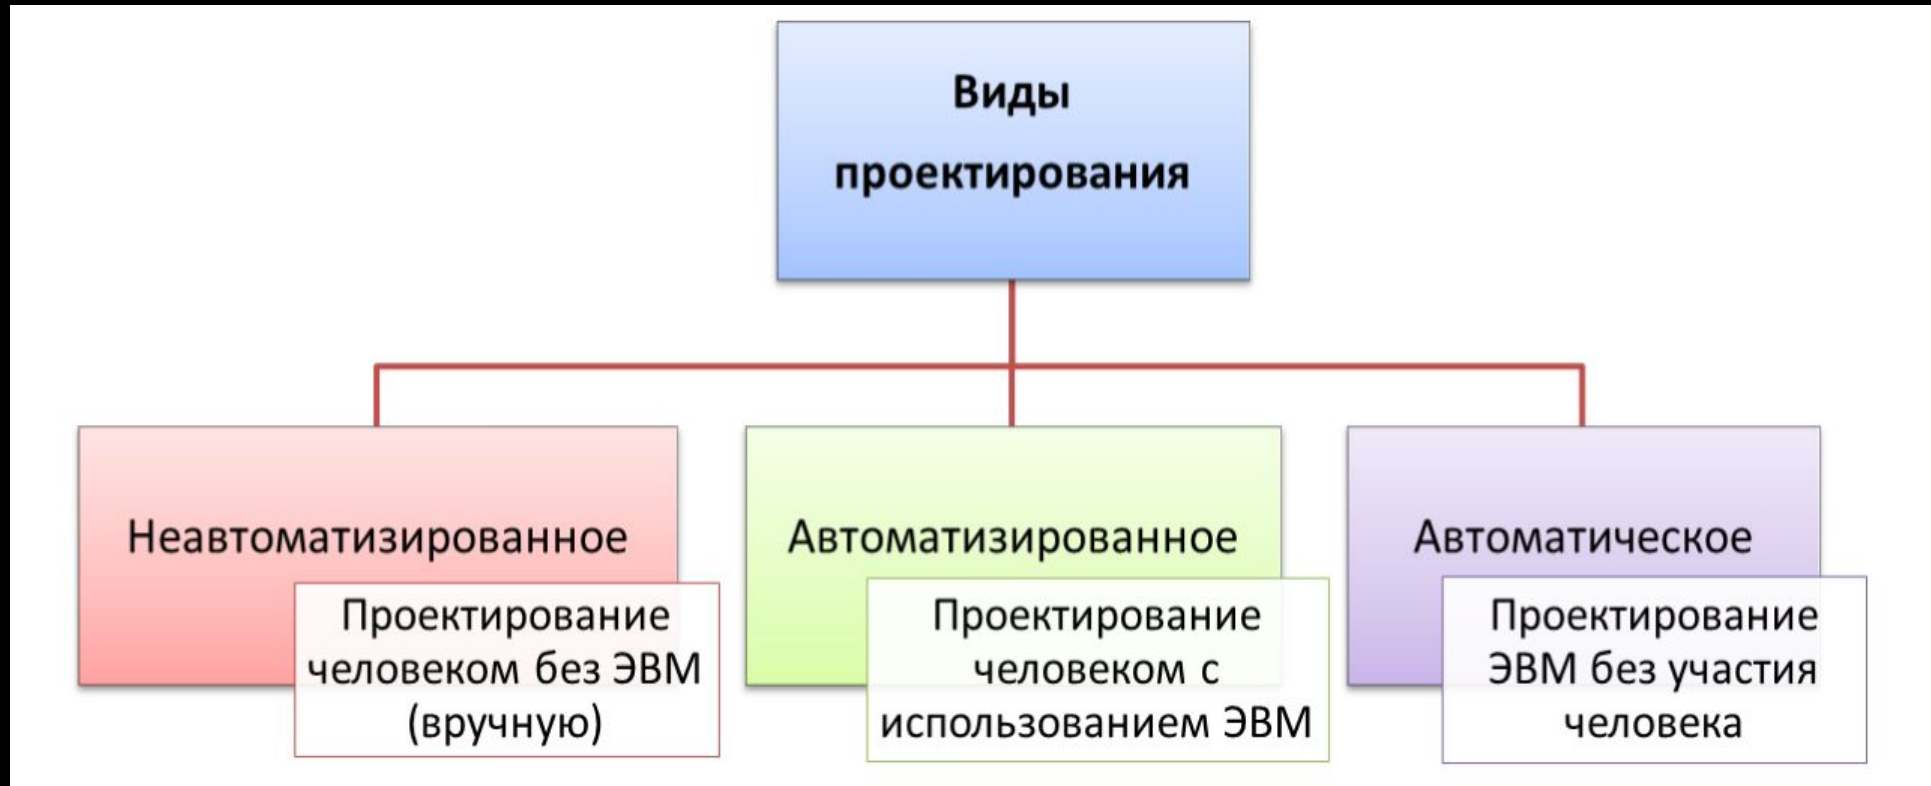 Виды
проектирования
Неавтоматизированное
Проектирование
человеком без ЭВМ
(вручную)
Автоматизированное
Проектирование
человеком с
использованием ЭВМ
Автоматическое
Проектирование
ЭВМ без участия
человека